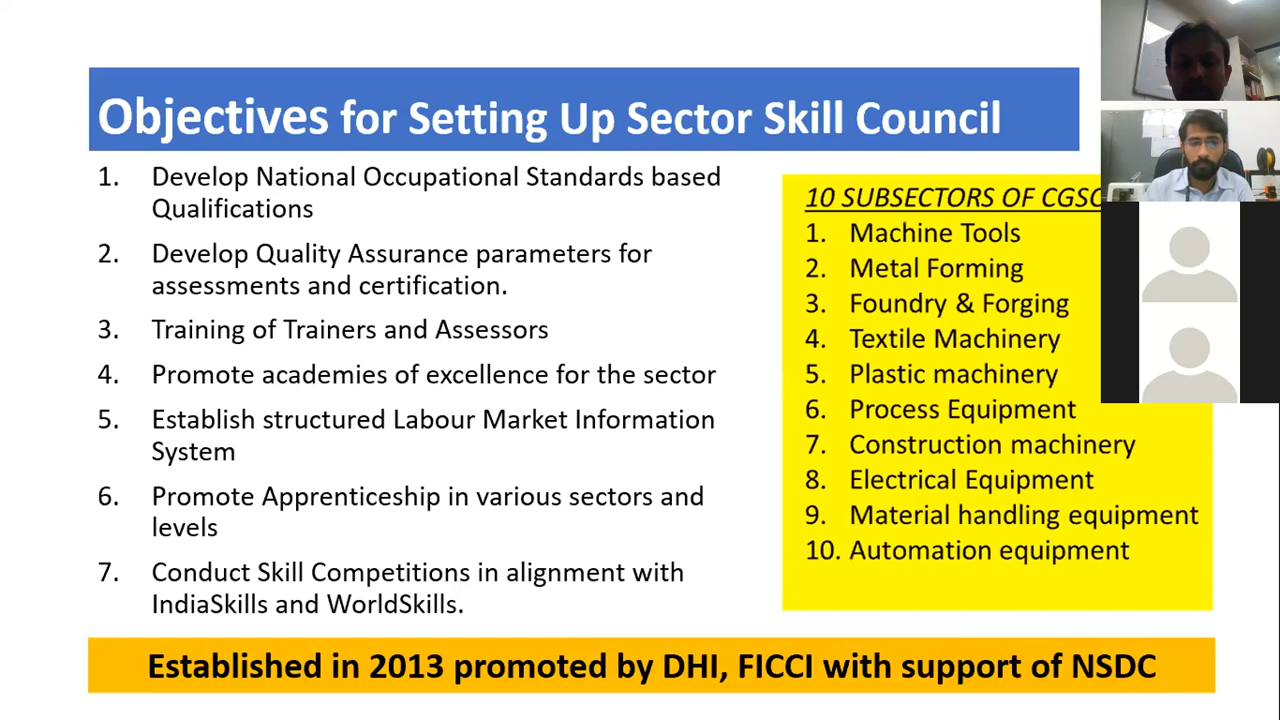 Objectives for Setting Up Sector Skill Council
1. Develop National Occupational Standards based
Qualifications
2. Develop Quality Assurance parameters for
assessments and certification.
3. Training of Trainers and Assessors
4. Promote academies of excellence for the sector
5. Establish structured Labour Market Information
System
6. Promote Apprenticeship in various sectors and
levels
7. Conduct Skill Competitions in alignment with
IndiaSkills and WorldSkills.
10 SUBSECTORS OF
1. Machine Tools
2. Metal Forming
3. Foundry & Forging
4. Textile Machinery
5. Plastic machinery
6. Process Equipment
7. Construction machinery
8. Electrical Equipment
9. Material handling equipment
10. Automation equipment
Established in 2013 promoted by DHI, FICCI with support of NSDC